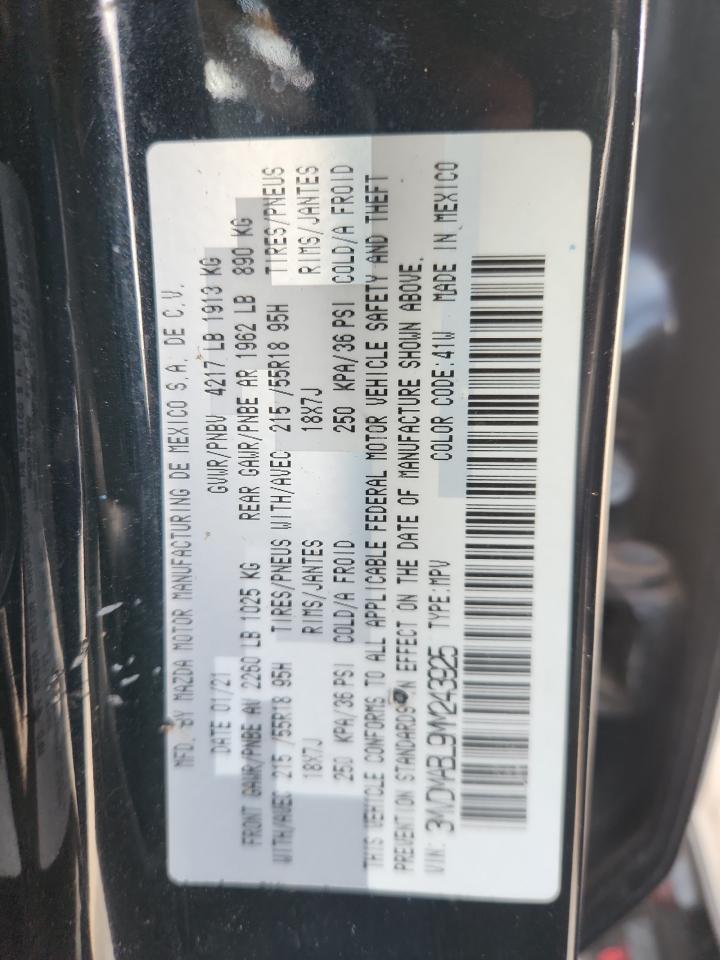 MFD. BY MAZDA MOTOR MANUFACTURING DE MEXICO S.A. DE C.V.
DATE 01/21 GVWR/PNBV 4217 LB 1913 KG
FRONT GAWR/PNBE AV 2260 LB 1025 KG REAR GAWR/PNBE AR 1962 LB 890 KG
WITH/AVEC 215 /55R18 95H TIRES/PNEUS WITH/AVEC 215 /55R18 95H TIRES/PNEUS
18X7J RIMS/JANTES 18X7J RIMS/JANTES
250 KPA/36 PSI COLD/A FROID 250 KPA/36 PSI COLD/A FROID
THIS VEHICLE CONFORMS TO ALL APPLICABLE FEDERAL MOTOR VEHICLE SAFETY AND THEFT
PREVENTION STANDARDS IN EFFECT ON THE DATE OF MANUFACTURE SHOWN ABOVE.
VIN: 3MVDMABL9MM243925 TYPE:MPV COLOR CODE:41W MADE IN MEXICO